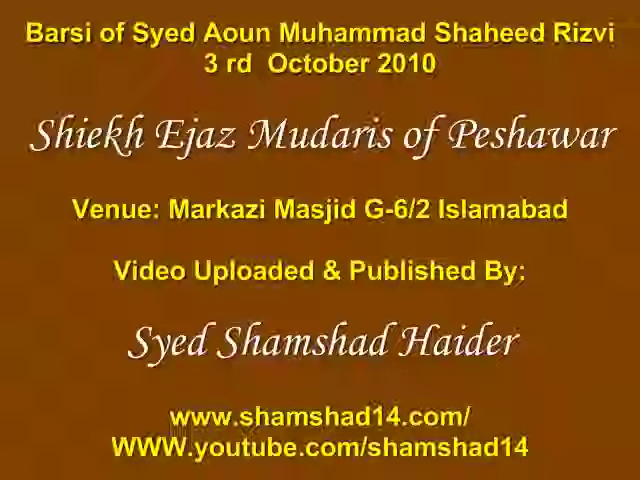 Barsi of Syed Aoun Muhammad Shaheed Rizvi
3 rd October 2010
Shiekh Ejaz Mudaris of Peshawar
Venue: Markazi Masjid G-6/2 Islamabad
Video Uploaded & Published By;
Syed Shamshad Haider
www.shamshad14.com/
WWW.youtube.com/shamshad14